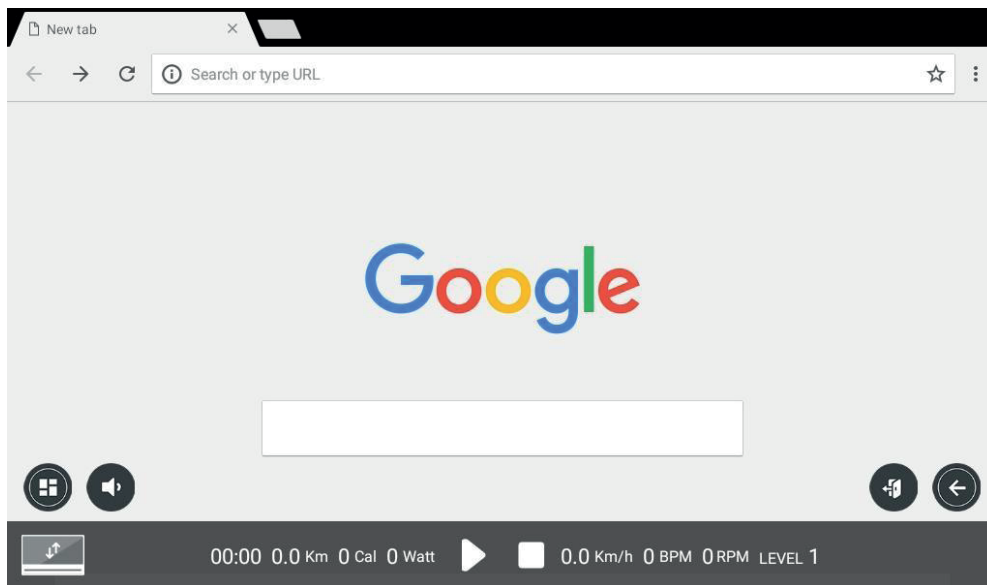 New tab
Search or type URL
Google
00:00 0.0 Km 0 Cal 0 Watt 0.0 Km/h 0 BPM 0 RPM LEVEL 1